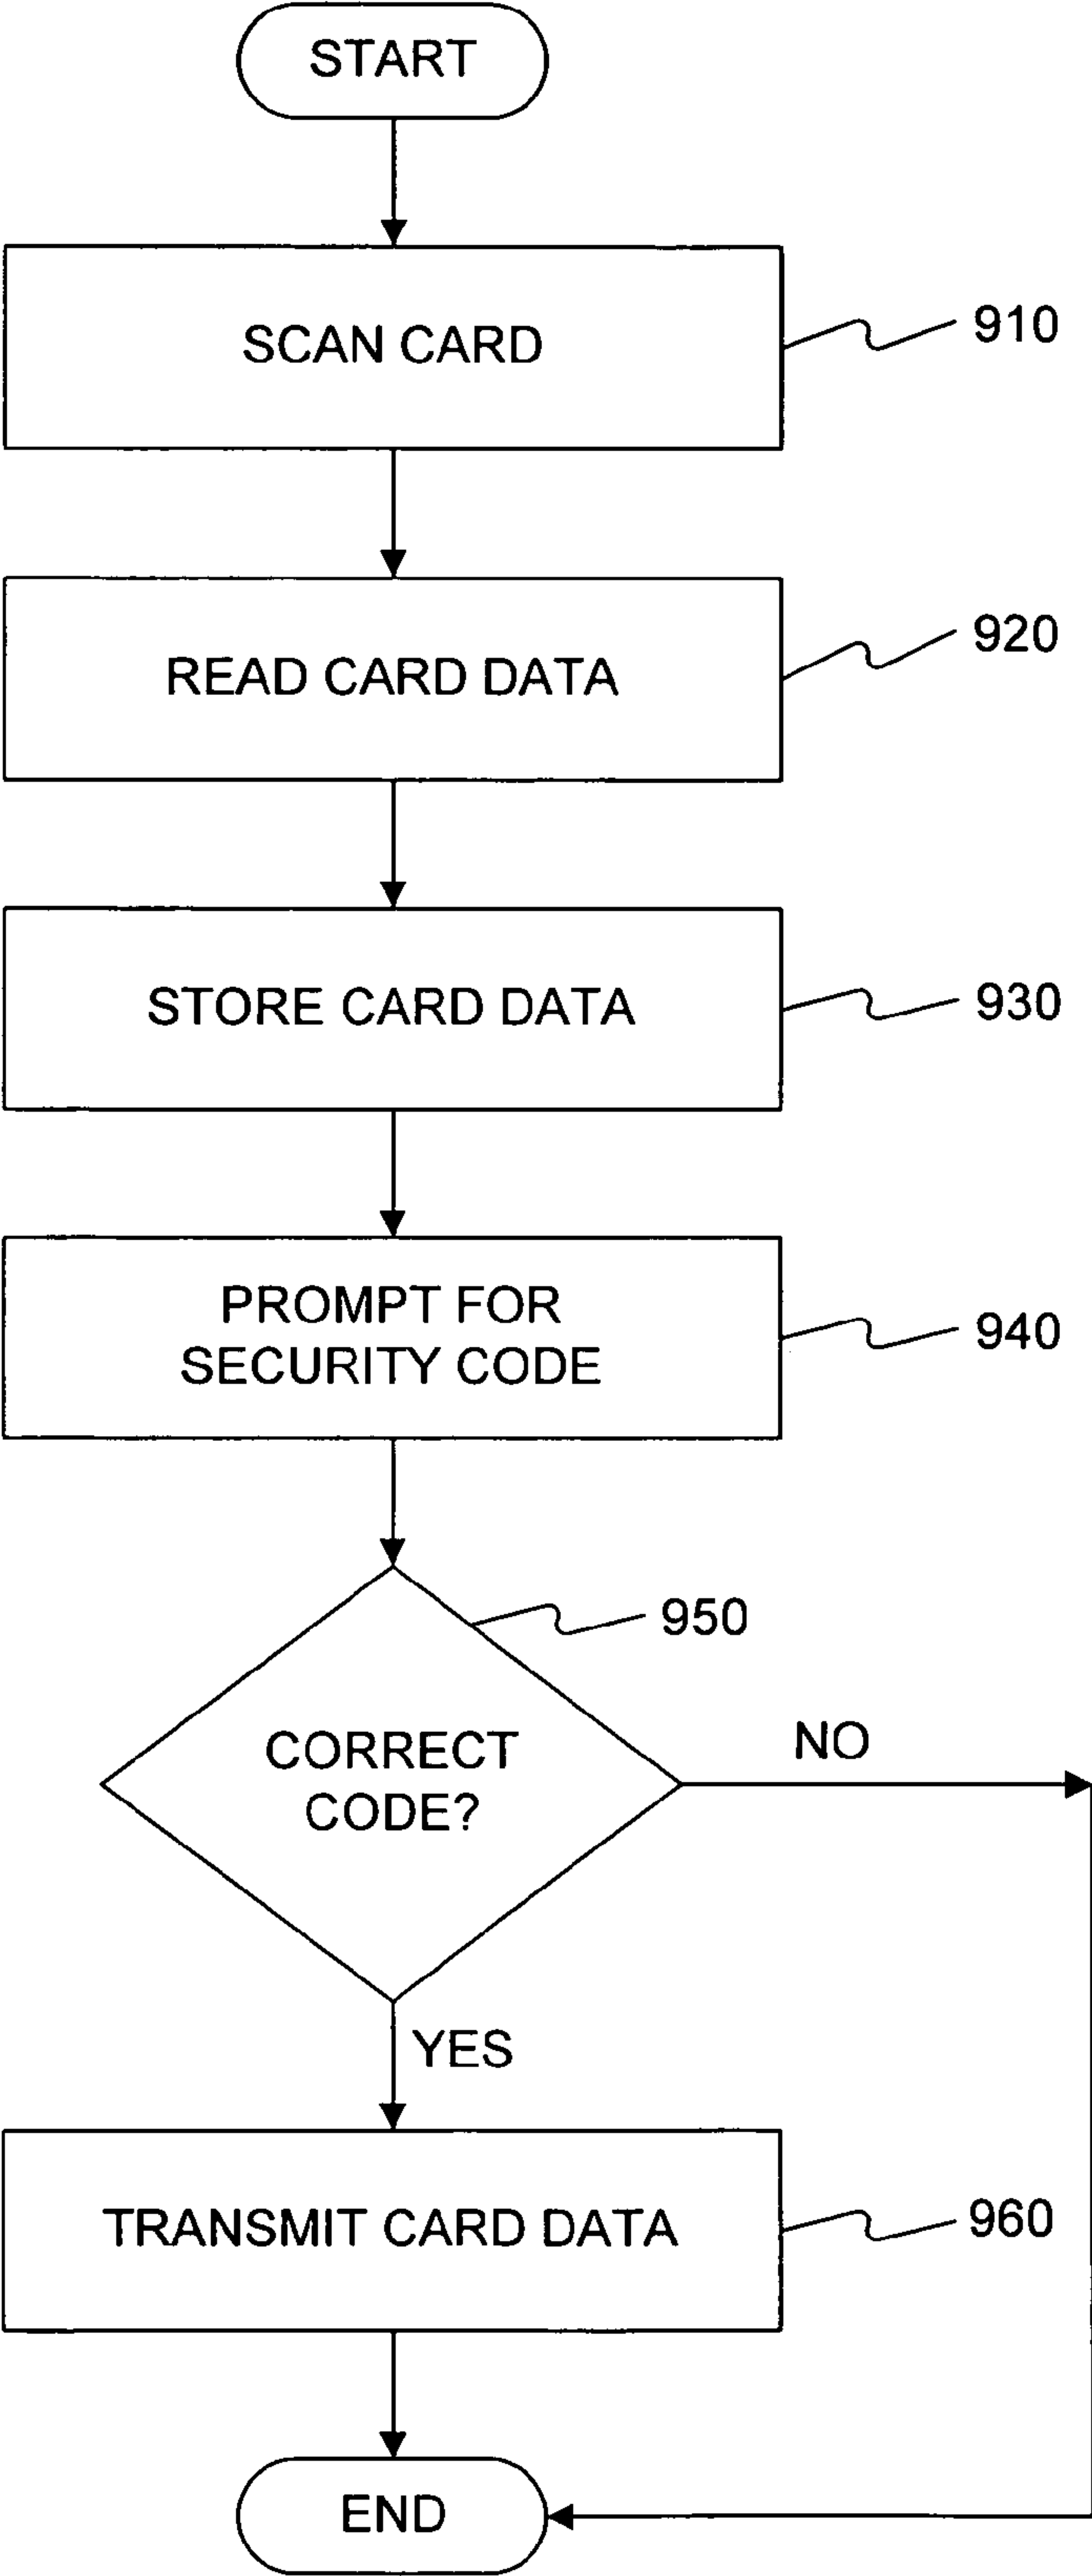 START
SCAN CARD
910
READ CARD DATA
920
STORE CARD DATA
930
PROMPT FOR
SECURITY CODE
940
950
CORRECT
CODE?
NO
YES
TRANSMIT CARD DATA
960
END